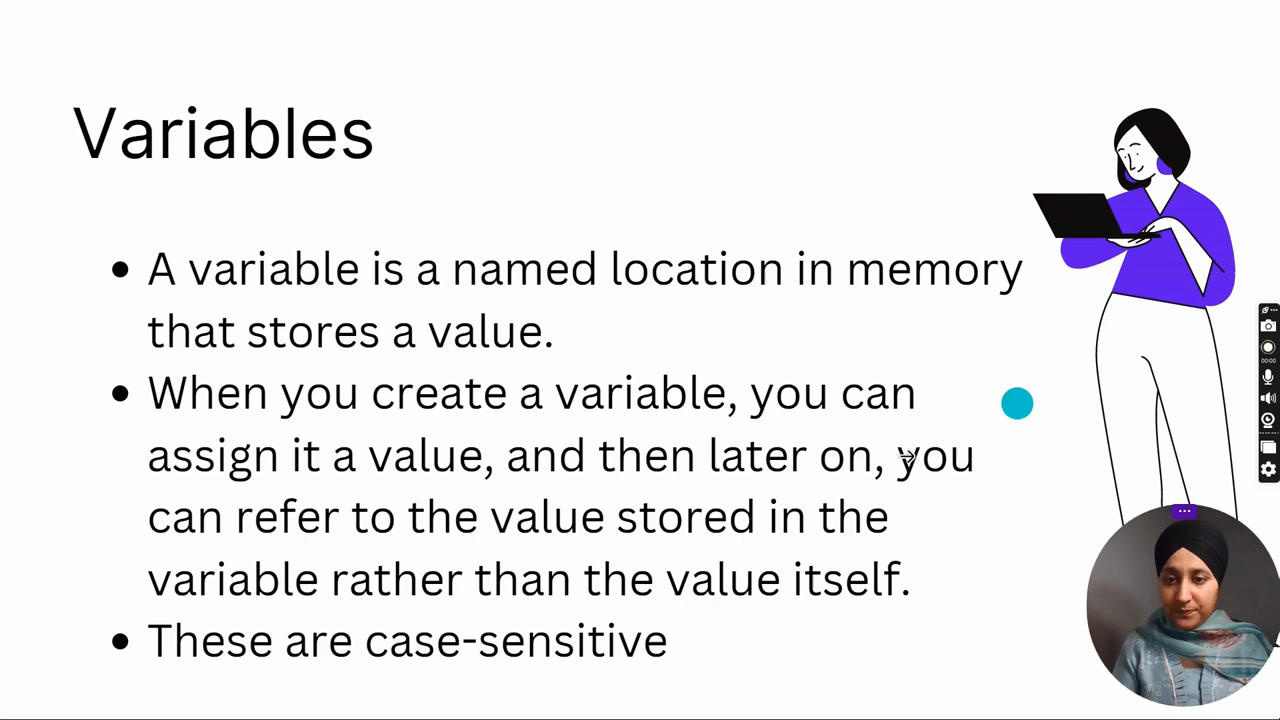 Variables
A variable is a named location in memory
that stores a value.
When you create a variable, you can
assign it a value, and then later on, you
can refer to the value stored in the
variable rather than the value itself.
These are case-sensitive
00:00